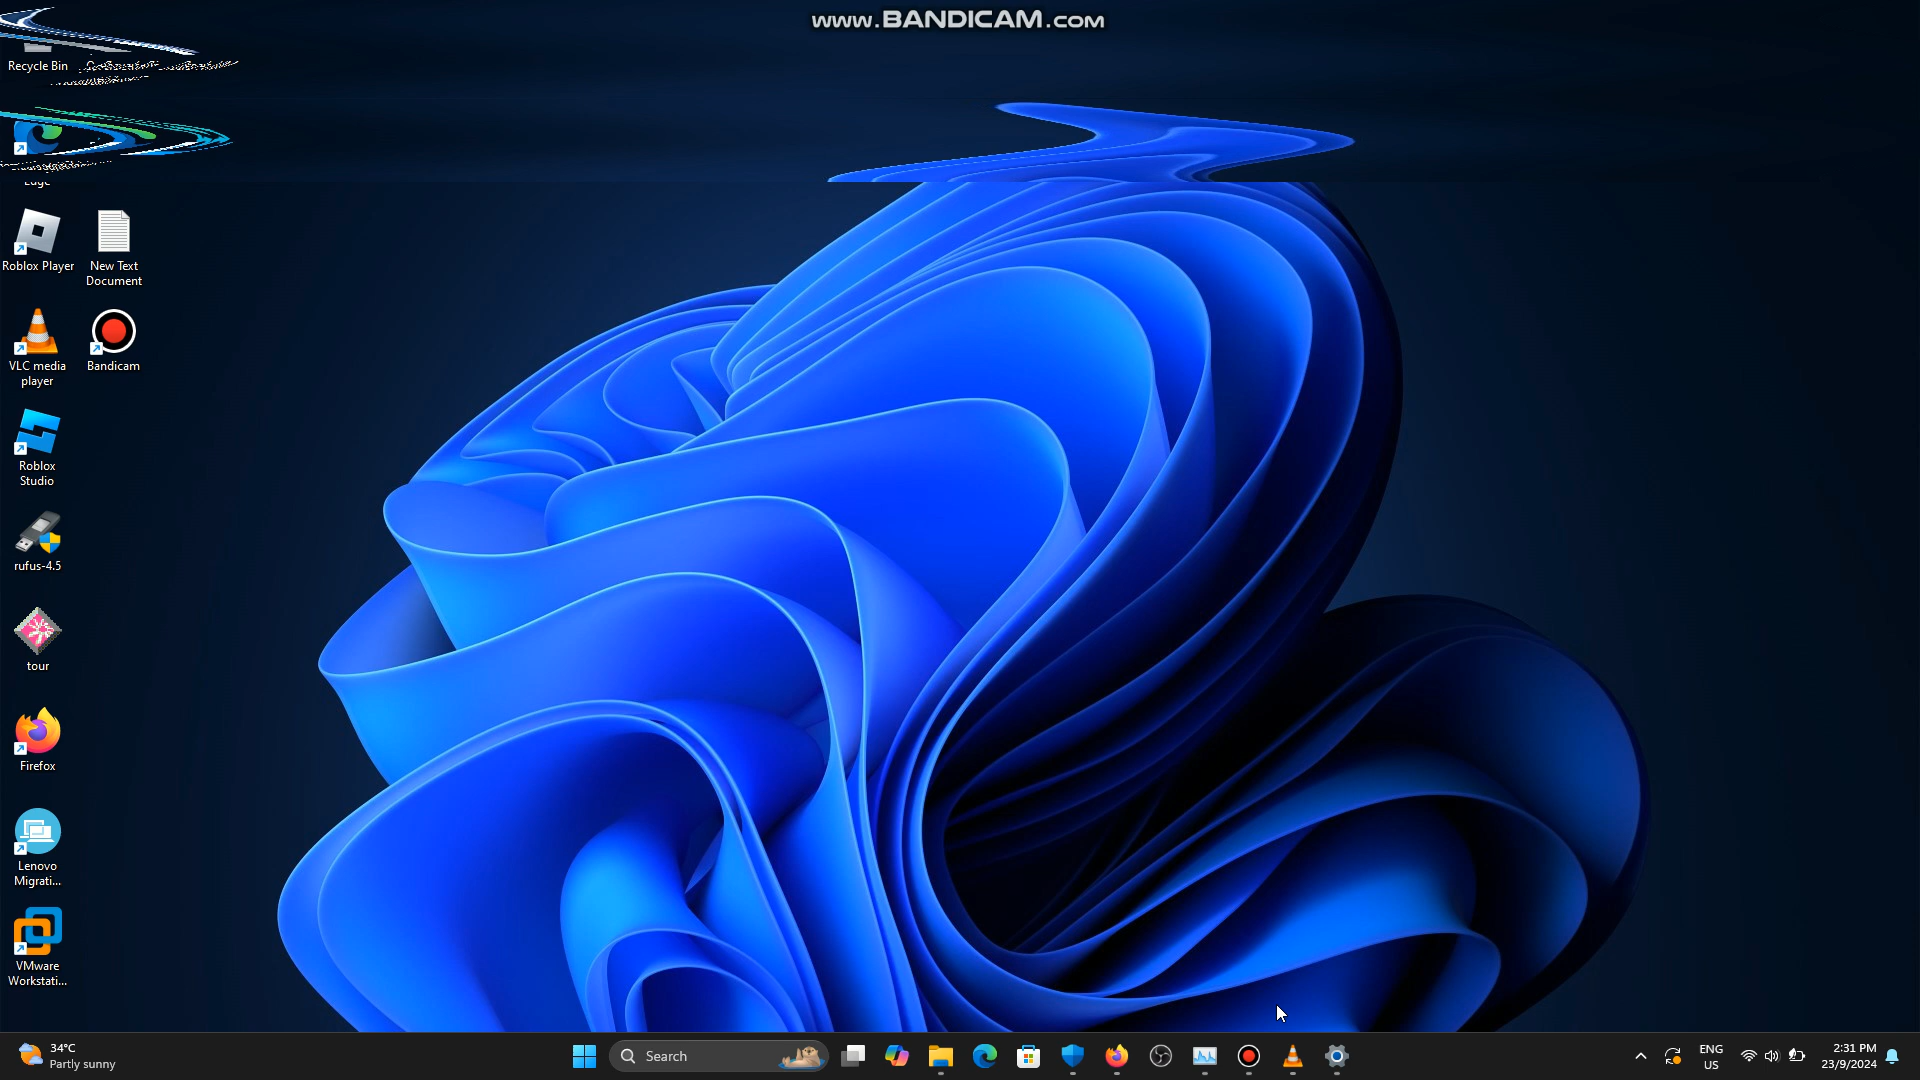 www.BANDICAM.com
Recycle Bin
Edge
Roblox Player
New Text
Document
VLC media
player
Bandicam
Roblox
Studio
rufus-4.5
tour
Firefox
Lenovo
Migrati...
VMware
Workstati...
34°C
Partly sunny
Search
ENG
US
2:31 PM
23/9/2024